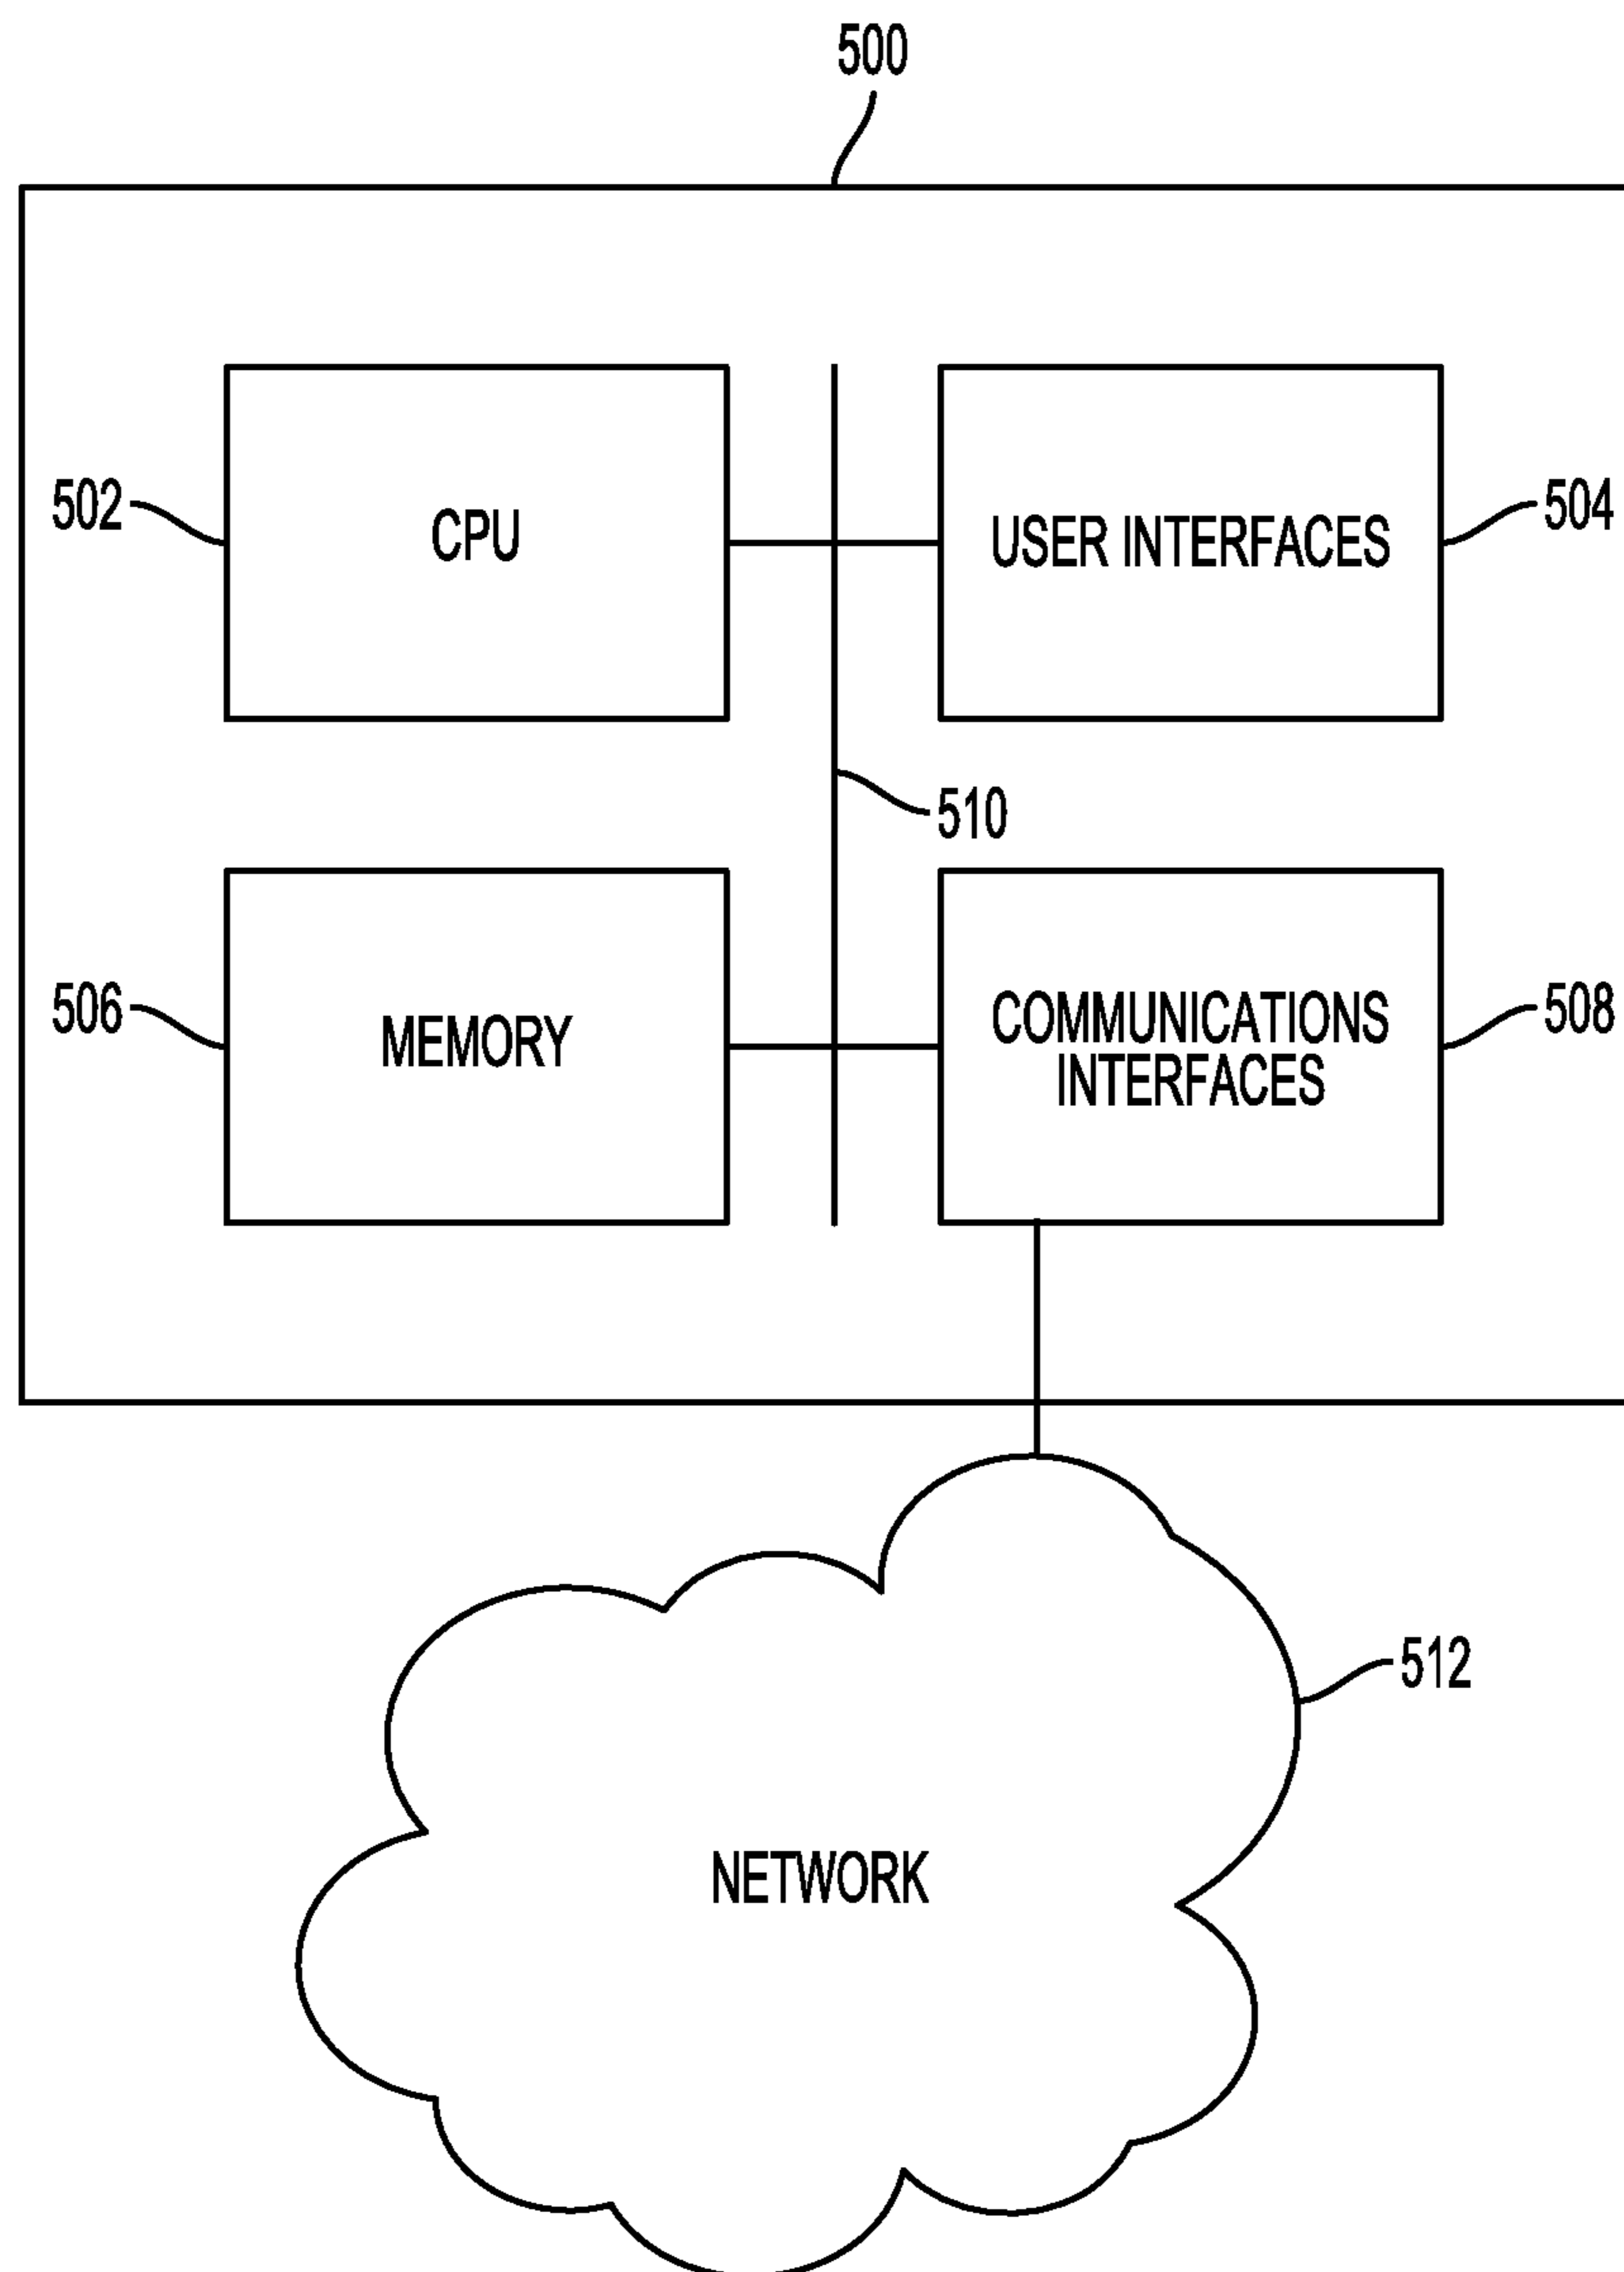 500
502
CPU
USER INTERFACES
504
510
506
MEMORY
COMMUNICATIONS
INTERFACES
508
512
NETWORK